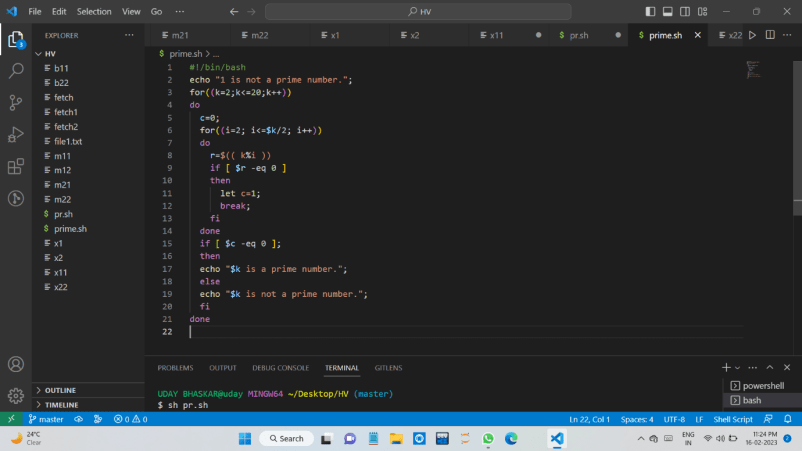 File Edit Selection View Go ··· HV
EXPLORER ···
HV
b11
b22
fetch
fetch1
fetch2
file1.txt
m11
m12
m21
m22
$ pr.sh
$ prime.sh
x1
x2
x11
x22
OUTLINE
TIMELINE
m21 m22 x1 x2 x11 $ pr.sh $ prime.sh x22 ···
$ prime.sh > ...
1 #!/bin/bash
2 echo "1 is not a prime number.";
3 for((k=2;k<=20;k++))
4 do
5 c=0;
6 for((i=2; i<=$k/2; i++))
7 do
8 r=$(( k%i ))
9 if [ $r -eq 0 ]
10 then
11 let c=1;
12 break;
13 fi
14 done
15 if [ $c -eq 0 ];
16 then
17 echo "$k is a prime number.";
18 else
19 echo "$k is not a prime number.";
20 fi
21 done
22
PROBLEMS OUTPUT DEBUG CONSOLE TERMINAL GITLENS ···
UDAY BHASKAR@uday MINGW64 ~/Desktop/HV (master)
$ sh pr.sh
powershell
bash
master 0 0 Ln 22, Col 1 Spaces: 4 UTF-8 LF Shell Script
24°C
Clear
Search
ENG
IN
11:24 PM
16-02-2023